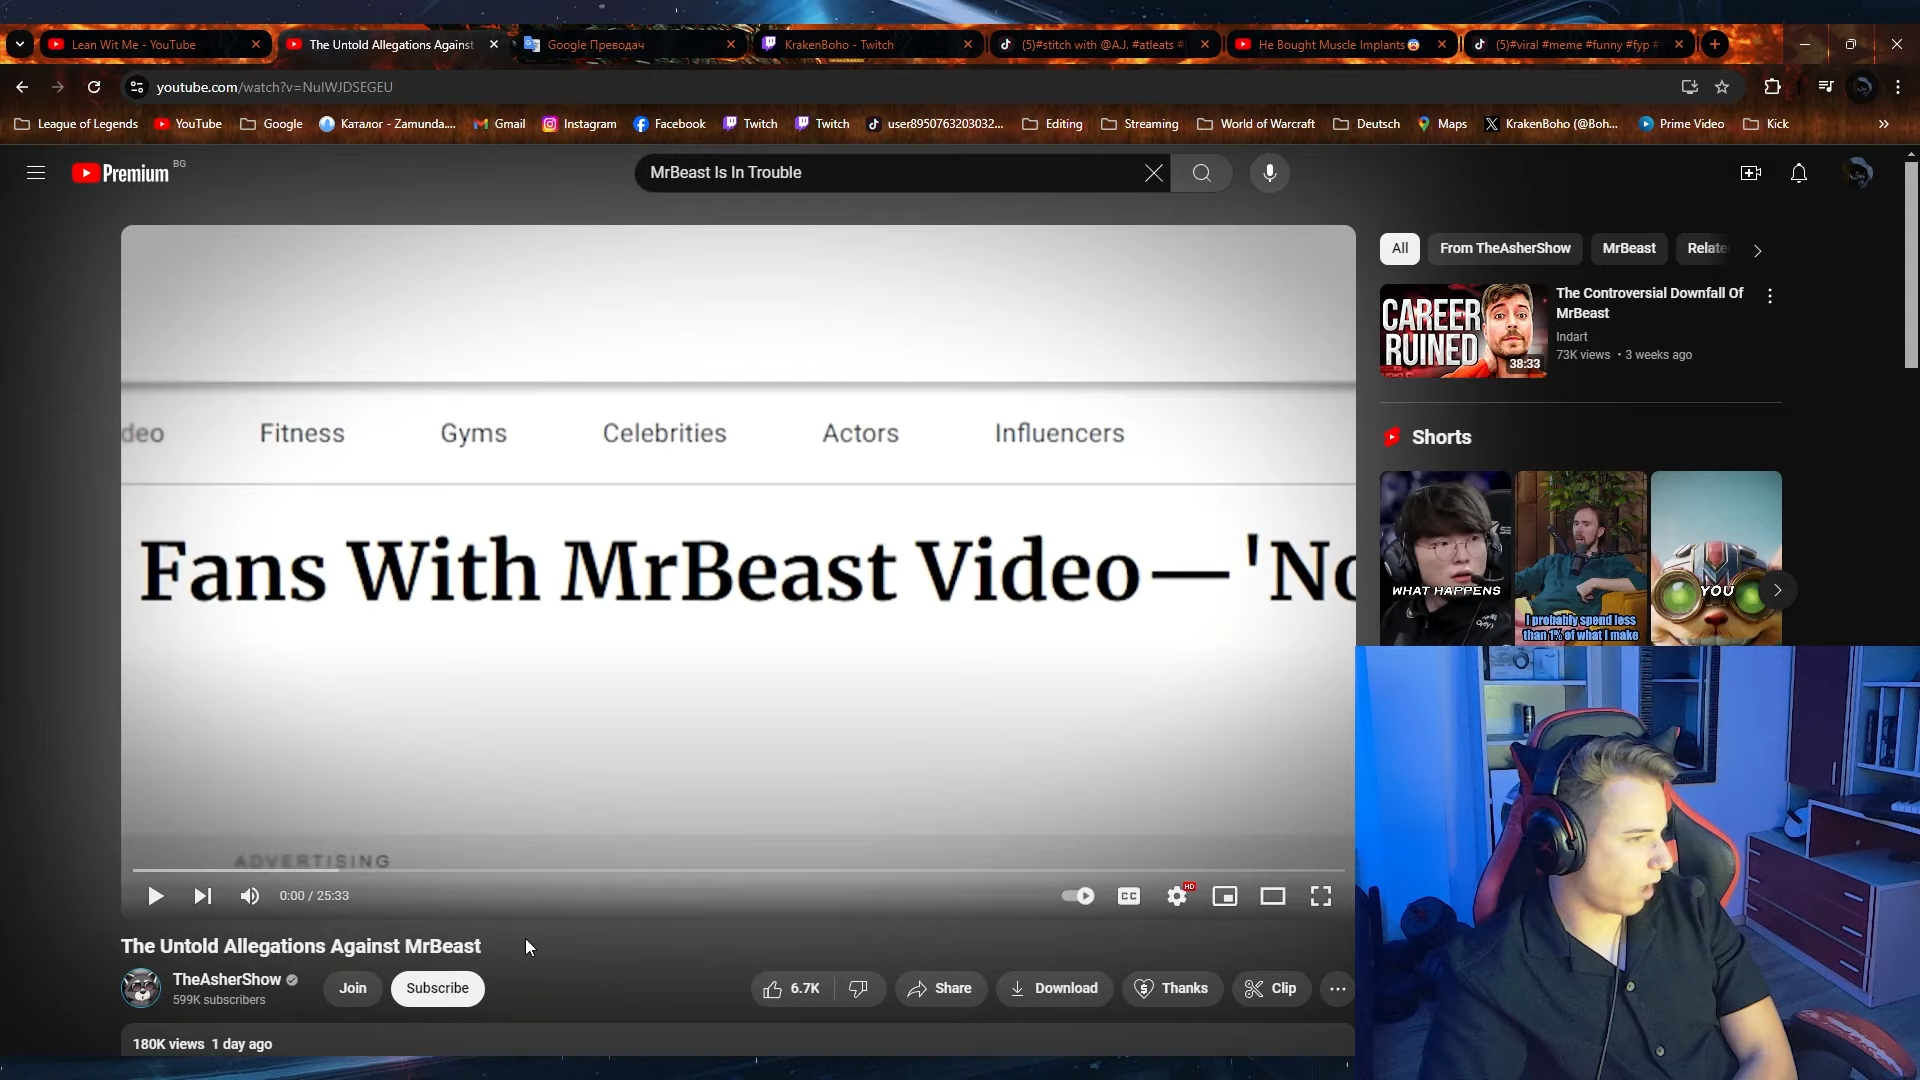 Lean Wit Me - YouTube
The Untold Allegations Against
Google Преводач
KrakenBoho - Twitch
(5)#stitch with @A.J. #atleats #
He Bought Muscle Implants
(5)#viral #meme #funny #fyp #
youtube.com/watch?v=NuIWJDSEGEU
League of Legends
YouTube
Google
Каталог - Zamunda....
Gmail
Instagram
Facebook
Twitch
Twitch
user8950763203032...
Editing
Streaming
World of Warcraft
Deutsch
Maps
KrakenBoho (@Boh...
Prime Video
Kick
Premium BG
MrBeast Is In Trouble
deo Fitness Gyms Celebrities Actors Influencers
Fans With MrBeast Video—'No
ADVERTISING
0:00 / 25:33
CC
HD
The Untold Allegations Against MrBeast
TheAsherShow
599K subscribers
Join
Subscribe
6.7K
Share
Download
Thanks
Clip
180K views 1 day ago
All
From TheAsherShow
MrBeast
Relate
CAREER
RUINED
38:33
The Controversial Downfall Of
MrBeast
Indart
73K views • 3 weeks ago
Shorts
WHAT HAPPENS
I probably spend less
than 1% of what I make
YOU